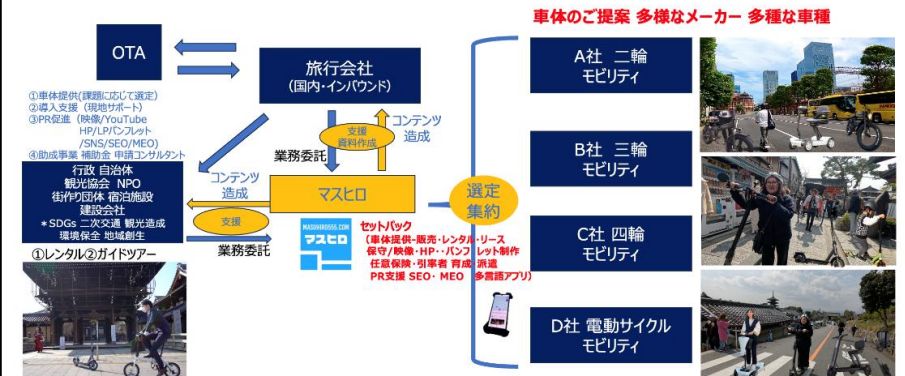 車体のご提案 多様なメーカー 多種な車種
OTA
旅行会社
(国内・インバウンド)
①車体提供(課題に応じて選定)
②導入支援（現地サポート）
③PR促進（映像/YouTube
HP/LP/パンフレット
/SNS/SEO/MEO）
④助成事業 補助金 申請コンサルタント
行政 自治体
観光協会 NPO
街作り団体 宿泊施設
建設会社
*SDGs 二次交通 観光造成
環境保全 地域創生
①レンタル②ガイドツアー
業務委託
支援
資料作成
コンテンツ
造成
コンテンツ
造成
支援
業務委託
マスヒロ
MASUHIRO555.COM
マスヒロ
セットパック
（車体提供-販売・レンタル・リース
保守/映像・HP・パンフレット制作
任意保険・引率者 育成・派遣
PR支援 SEO・MEO 多言語アプリ）
選定
集約
A社 二輪
モビリティ
B社 三輪
モビリティ
C社 四輪
モビリティ
D社 電動サイクル
モビリティ